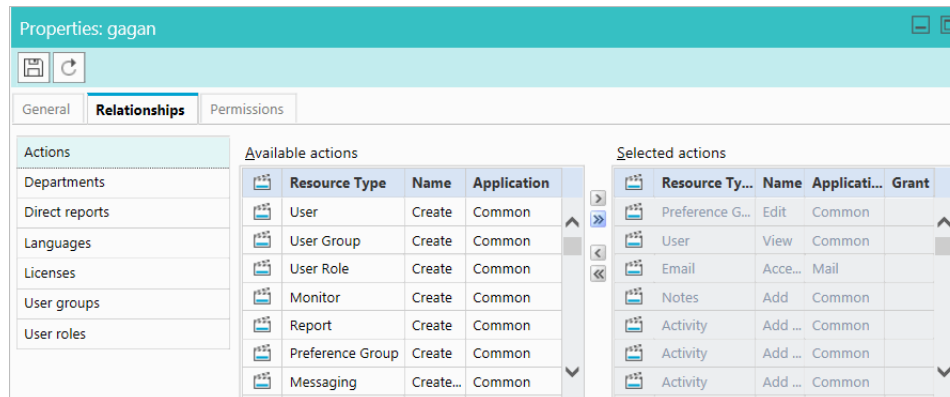 Properties: gagan
General Relationships Permissions
Actions
Departments
Direct reports
Languages
Licenses
User groups
User roles
Available actions
Resource Type Name Application
User Create Common
User Group Create Common
User Role Create Common
Monitor Create Common
Report Create Common
Preference Group Create Common
Messaging Create... Common
Selected actions
Resource Ty... Name Applicati... Grant
Preference G... Edit Common
User View Common
Email Acce... Mail
Notes Add Common
Activity Add ... Common
Activity Add ... Common
Activity Add ... Common